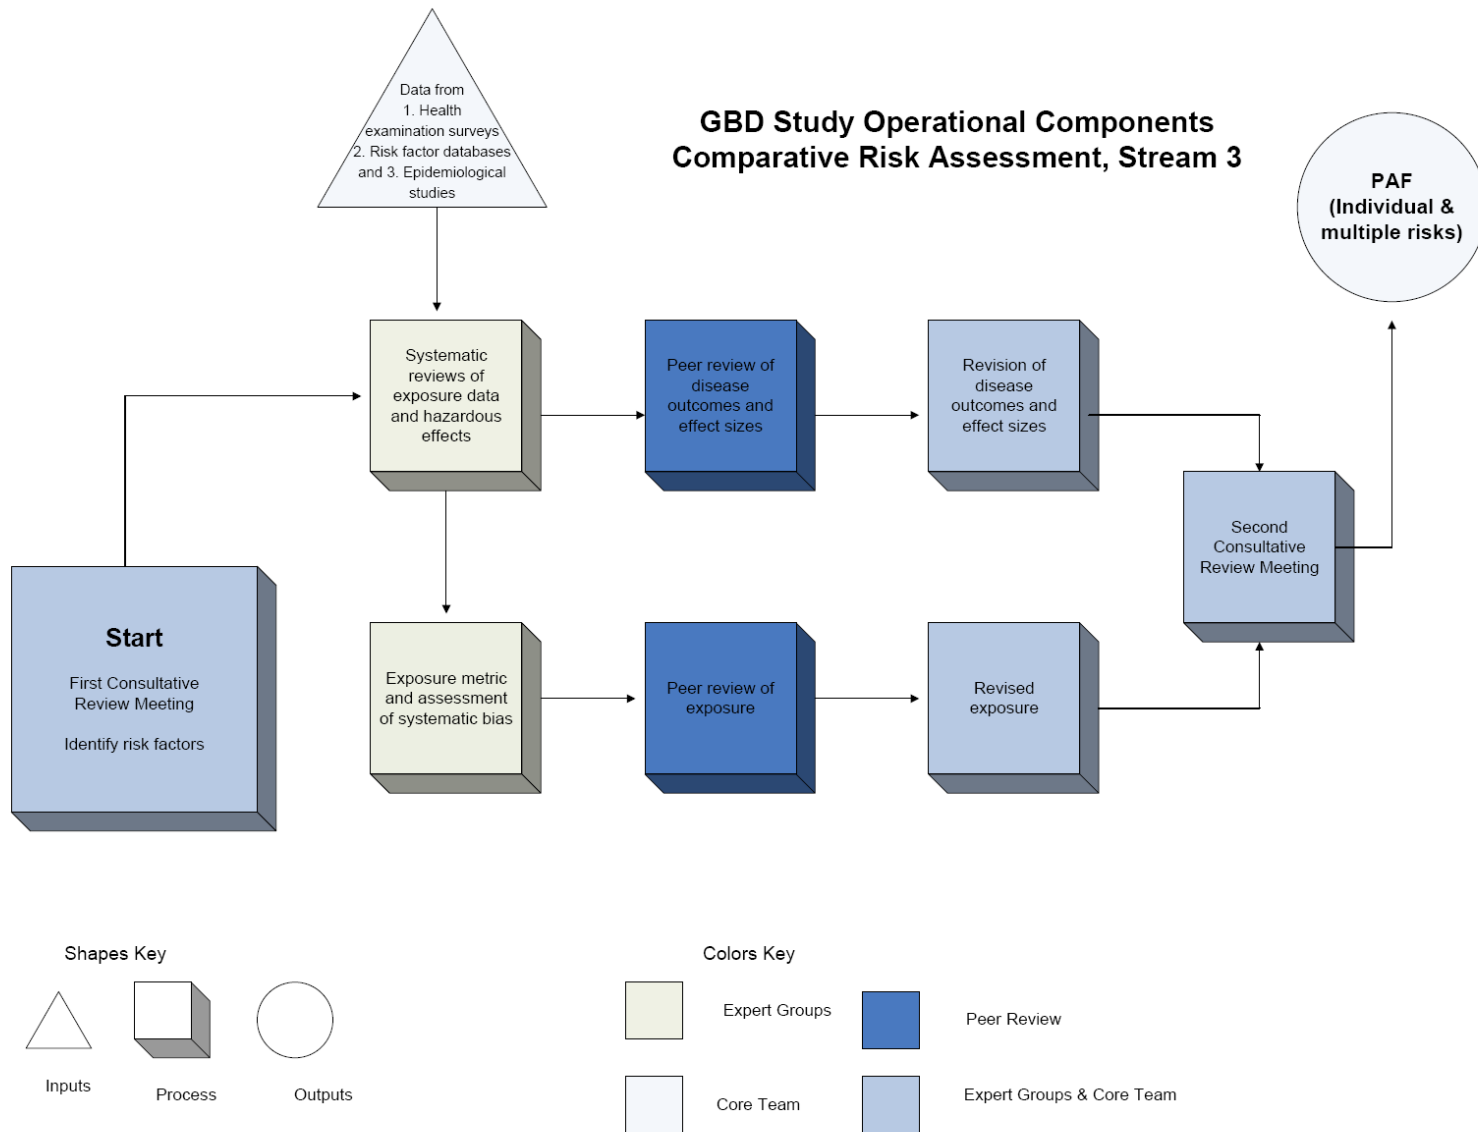 Data from
1. Health
examination surveys
2. Risk factor databases
and 3. Epidemiological
studies
GBD Study Operational Components
Comparative Risk Assessment, Stream 3
PAF
(Individual &
multiple risks)
Systematic
reviews of
exposure data
and hazardous
effects
Peer review of
disease
outcomes and
effect sizes
Revision of
disease
outcomes and
effect sizes
Second
Consultative
Review Meeting
Start
First Consultative
Review Meeting
Identify risk factors
Exposure metric
and assessment
of systematic bias
Peer review of
exposure
Revised
exposure
Shapes Key
Inputs
Process
Outputs
Colors Key
Expert Groups
Peer Review
Core Team
Expert Groups & Core Team